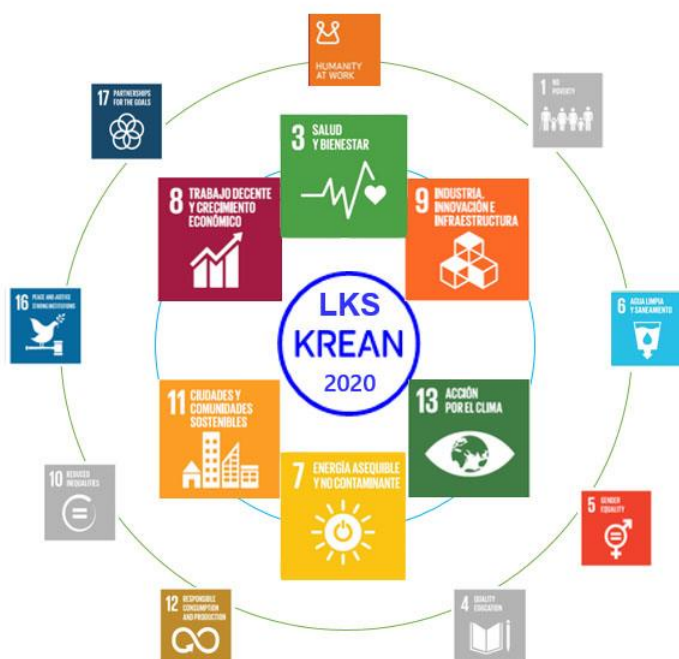 HUMANITY
AT WORK
17 PARTNERSHIPS
FOR THE GOALS
1 NO
POVERTY
3 SALUD
Y BIENESTAR
8 TRABAJO DECENTE
Y CRECIMIENTO
ECONÓMICO
9 INDUSTRIA,
INNOVACIÓN E
INFRAESTRUCTURA
16 PEACE AND JUSTICE
STRONG INSTITUTIONS
LKS
KREAN
2020
6 AGUA LIMPIA
Y SANEAMIENTO
11 CIUDADES Y
COMUNIDADES
SOSTENIBLES
13 ACCIÓN
POR EL CLIMA
7 ENERGÍA ASEQUIBLE
Y NO CONTAMINANTE
10 REDUCED
INEQUALITIES
5 GENDER
EQUALITY
12 RESPONSIBLE
CONSUMPTION
AND PRODUCTION
4 QUALITY
EDUCATION